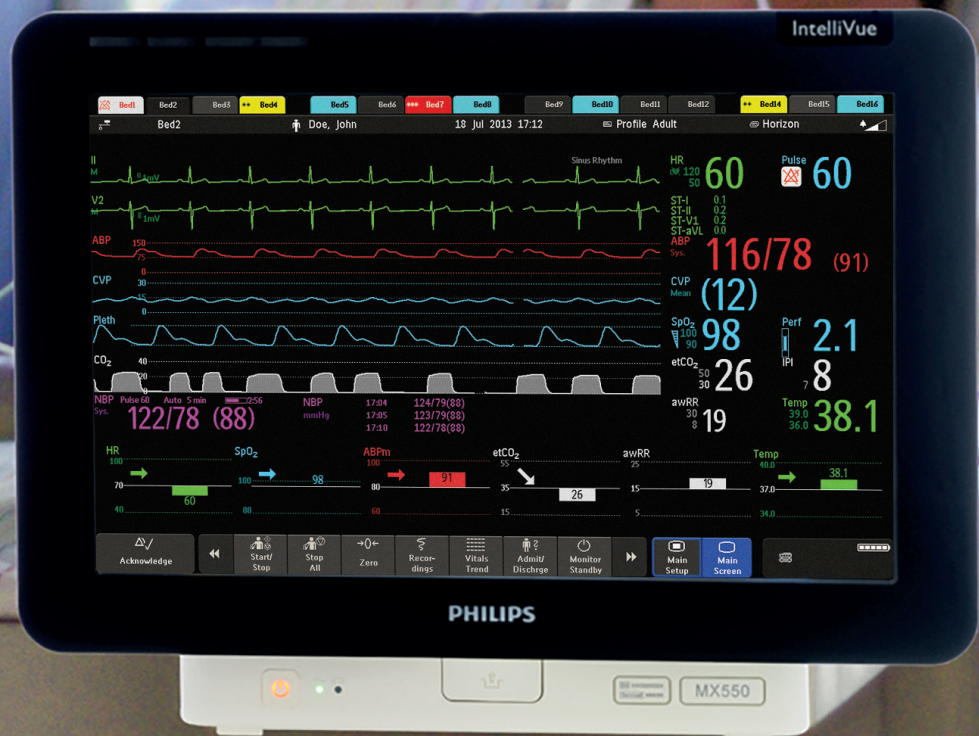 IntelliVue
Bed1 Bed2 Bed3 ** Bed4 Bed5 Bed6 *** Bed7 Bed8 Bed9 Bed10 Bed11 Bed12 ** Bed14 Bed15 Bed16
Bed2 Doe, John 18 Jul 2013 17:12 Profile Adult Horizon
II
M
1mV
Sinus Rhythm
HR
120
50
60
Pulse
60
V2
M
1mV
ST-I 0.1
ST-II 0.2
ST-V1 0.2
ST-aVL 0.0
ABP
150
75
0
ABP
Sys.
116/78 (91)
CVP
30
15
0
CVP
Mean
(12)
Pleth
SpO2
100
90
98
Perf
2.1
CO2
40
20
0
etCO2
50
30
26
IPI
7
8
NBP Pulse 60 Auto 5 min 2:56
Sys.
122/78 (88)
NBP
mmHg
17:04 124/79(88)
17:05 123/79(88)
17:10 122/78(88)
awRR
30
8
19
Temp
39.0
36.0
38.1
HR
100
70
40
60
SpO2
100
88
98
ABPm
100
80
60
91
etCO2
55
35
15
26
awRR
25
15
5
19
Temp
40.0
37.0
34.0
38.1
Acknowledge
Start/
Stop
Stop
All
→0←
Zero
Recor-
dings
Vitals
Trend
Admit/
Dischrge
Monitor
Standby
Main
Setup
Main
Screen
PHILIPS
MX550